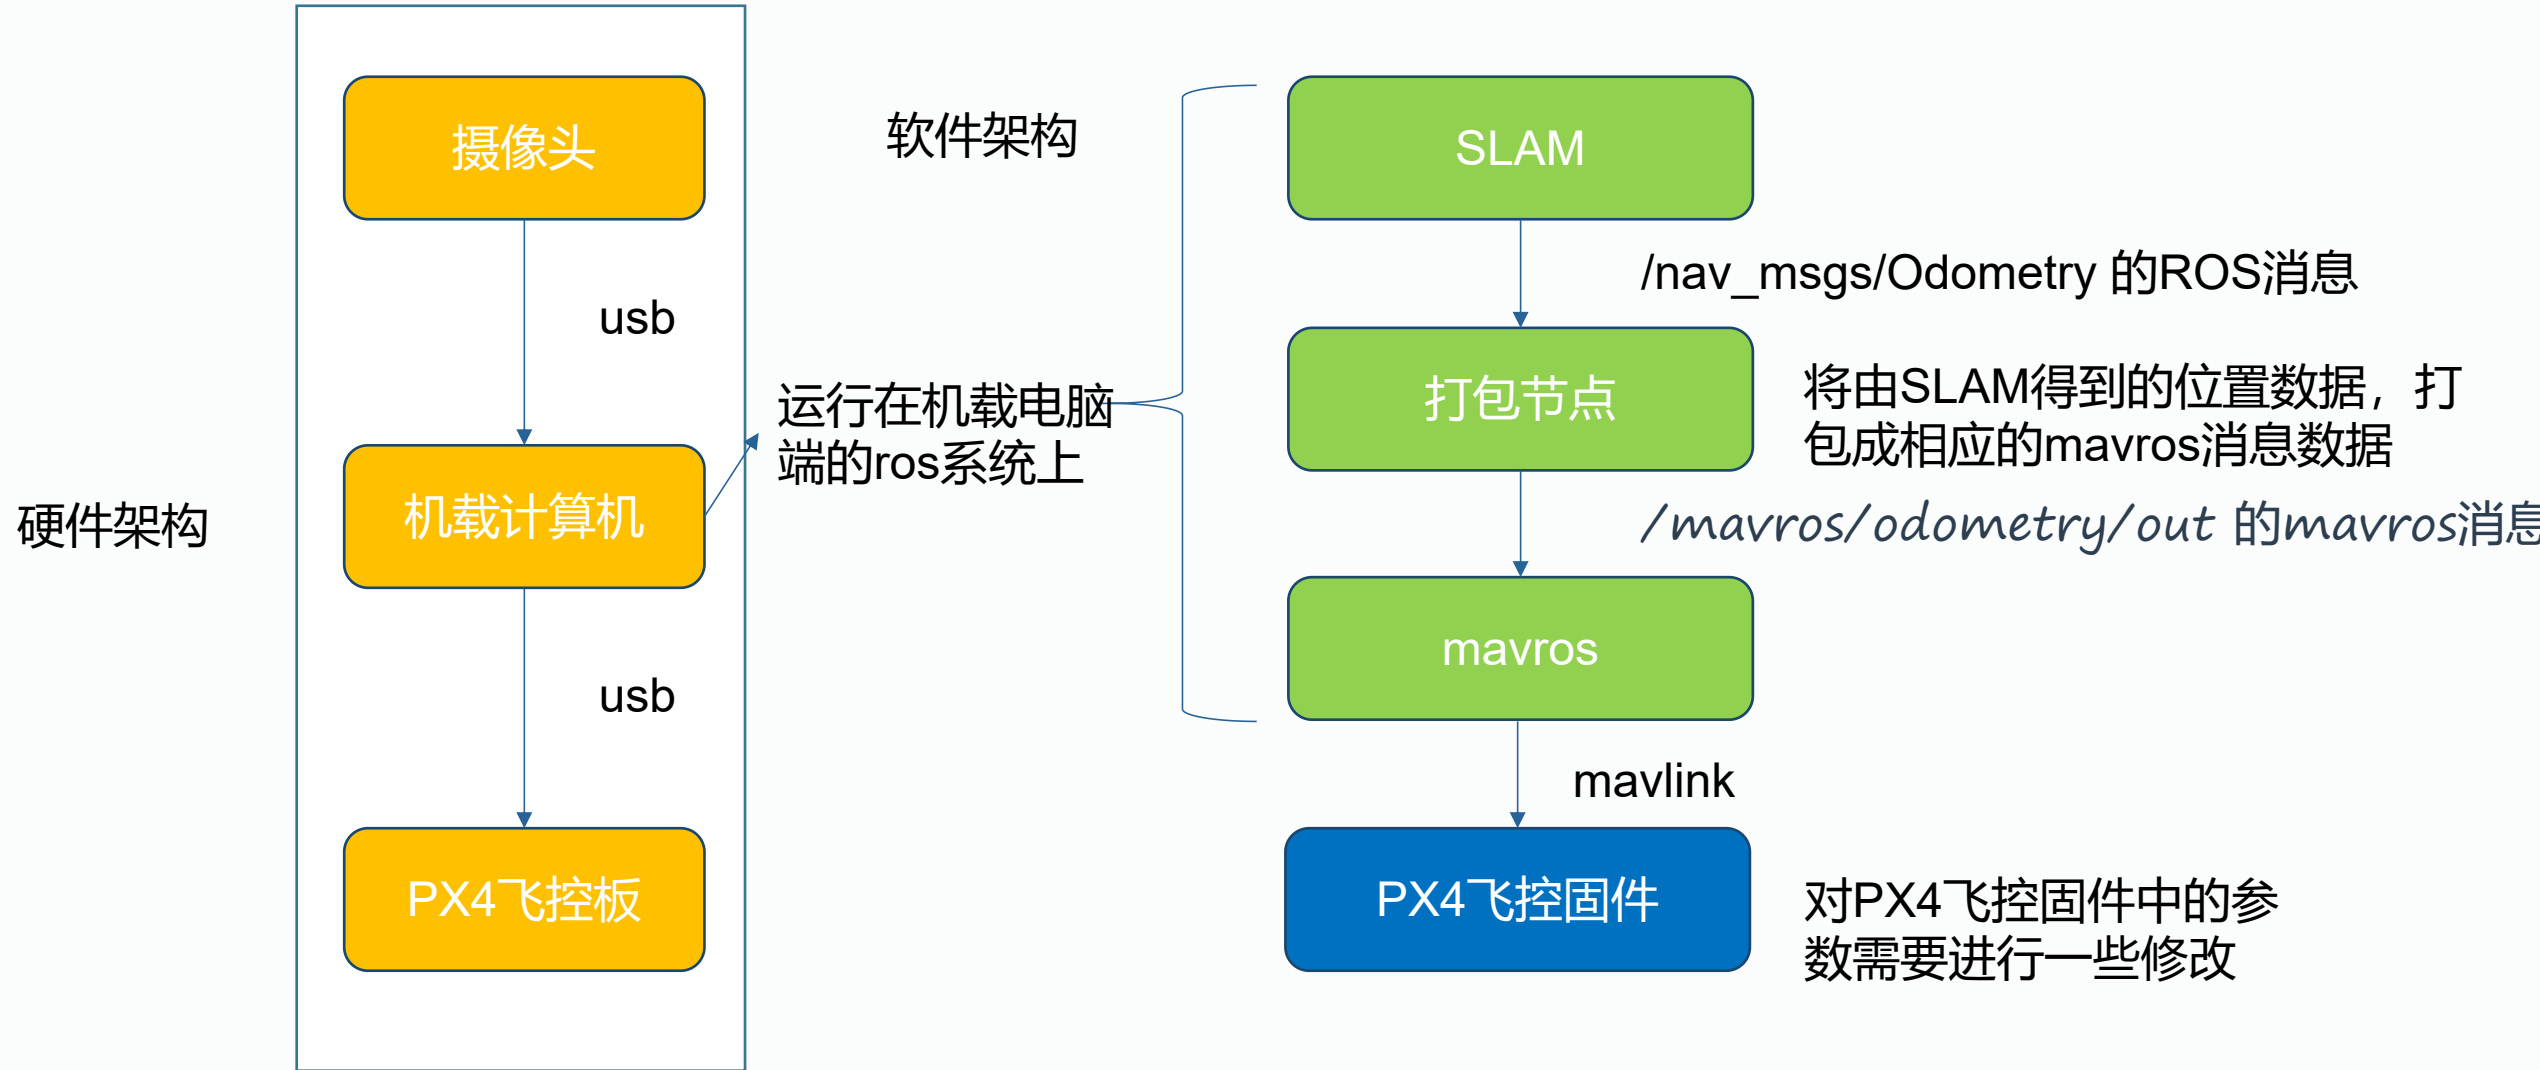 摄像头
usb
机载计算机
usb
PX4飞控板
硬件架构
软件架构
运行在机载电脑
端的ros系统上
SLAM
/nav_msgs/Odometry 的ROS消息
打包节点
将由SLAM得到的位置数据，打
包成相应的mavros消息数据
/mavros/odometry/out 的mavros消息
mavros
mavlink
PX4飞控固件
对PX4飞控固件中的参
数需要进行一些修改